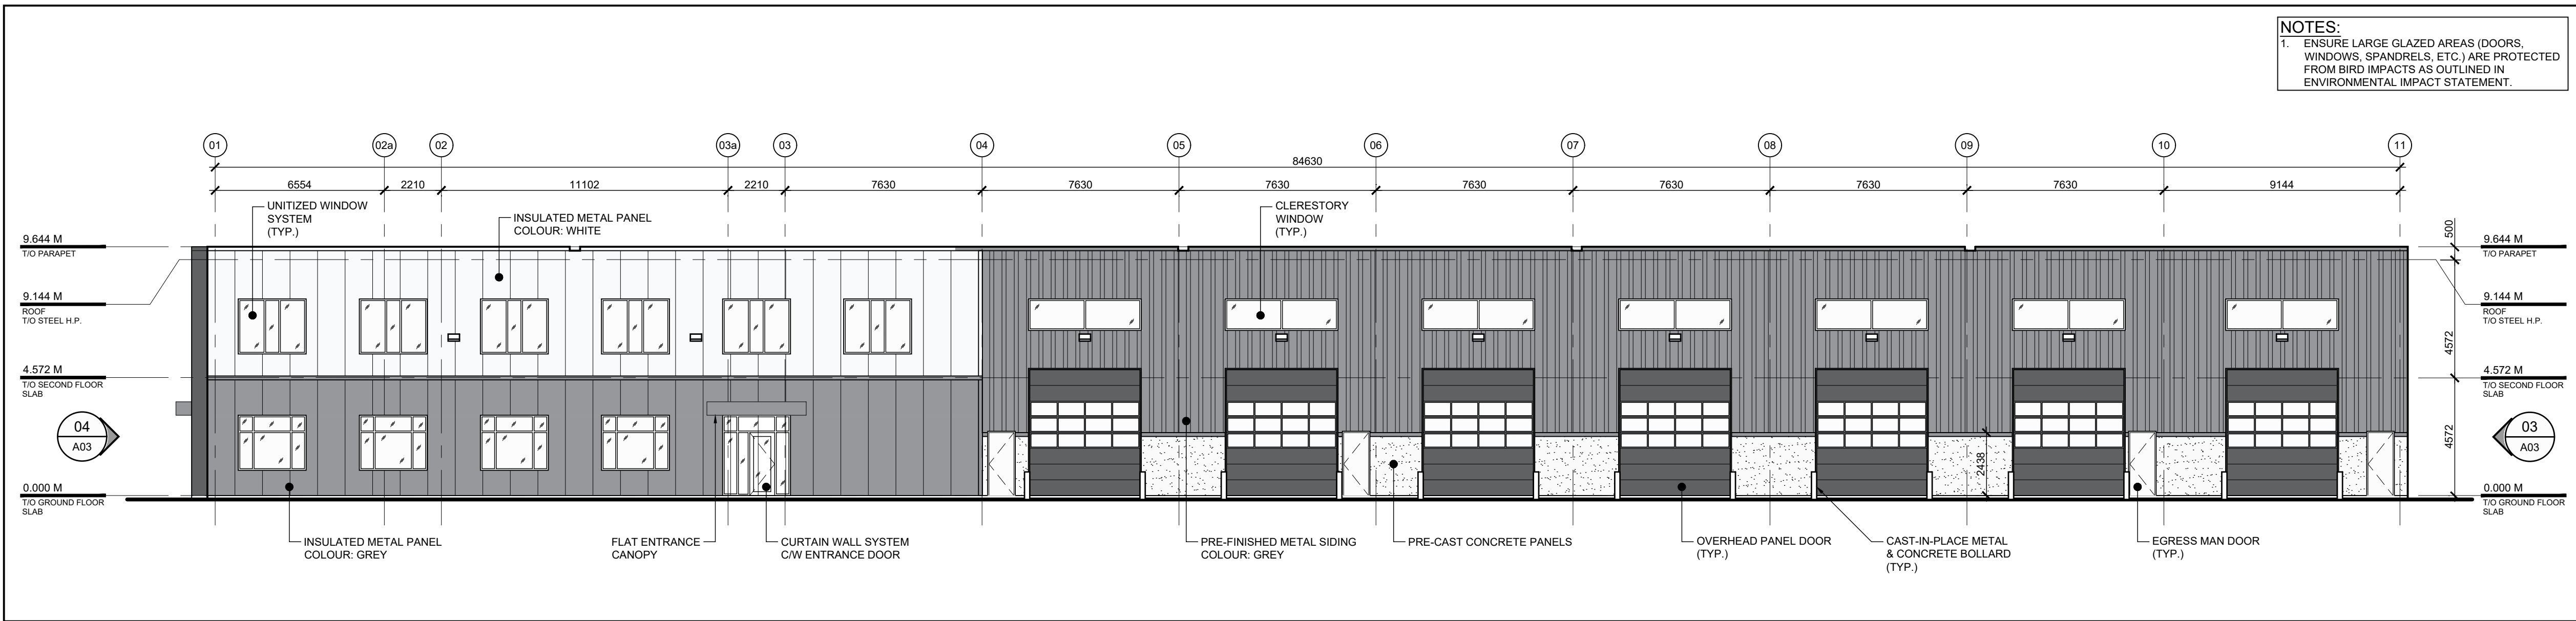 NOTES:
1. ENSURE LARGE GLAZED AREAS (DOORS,
WINDOWS, SPANDRELS, ETC.) ARE PROTECTED
FROM BIRD IMPACTS AS OUTLINED IN
ENVIRONMENTAL IMPACT STATEMENT.
01 02a 02 03a 03 04 05 06 07 08 09 10 11
84630
6554 2210 11102 2210 7630 7630 7630 7630 7630 7630 7630 9144
UNITIZED WINDOW
SYSTEM
(TYP.)
INSULATED METAL PANEL
COLOUR: WHITE
CLERESTORY
WINDOW
(TYP.)
9.644 M
T/O PARAPET
9.144 M
ROOF
T/O STEEL H.P.
4.572 M
T/O SECOND FLOOR
SLAB
04
A03
0.000 M
T/O GROUND FLOOR
SLAB
2438
500
4572
4572
9.644 M
T/O PARAPET
9.144 M
ROOF
T/O STEEL H.P.
4.572 M
T/O SECOND FLOOR
SLAB
03
A03
0.000 M
T/O GROUND FLOOR
SLAB
INSULATED METAL PANEL
COLOUR: GREY
FLAT ENTRANCE
CANOPY
CURTAIN WALL SYSTEM
C/W ENTRANCE DOOR
PRE-FINISHED METAL SIDING
COLOUR: GREY
PRE-CAST CONCRETE PANELS
OVERHEAD PANEL DOOR
(TYP.)
CAST-IN-PLACE METAL
& CONCRETE BOLLARD
(TYP.)
EGRESS MAN DOOR
(TYP.)